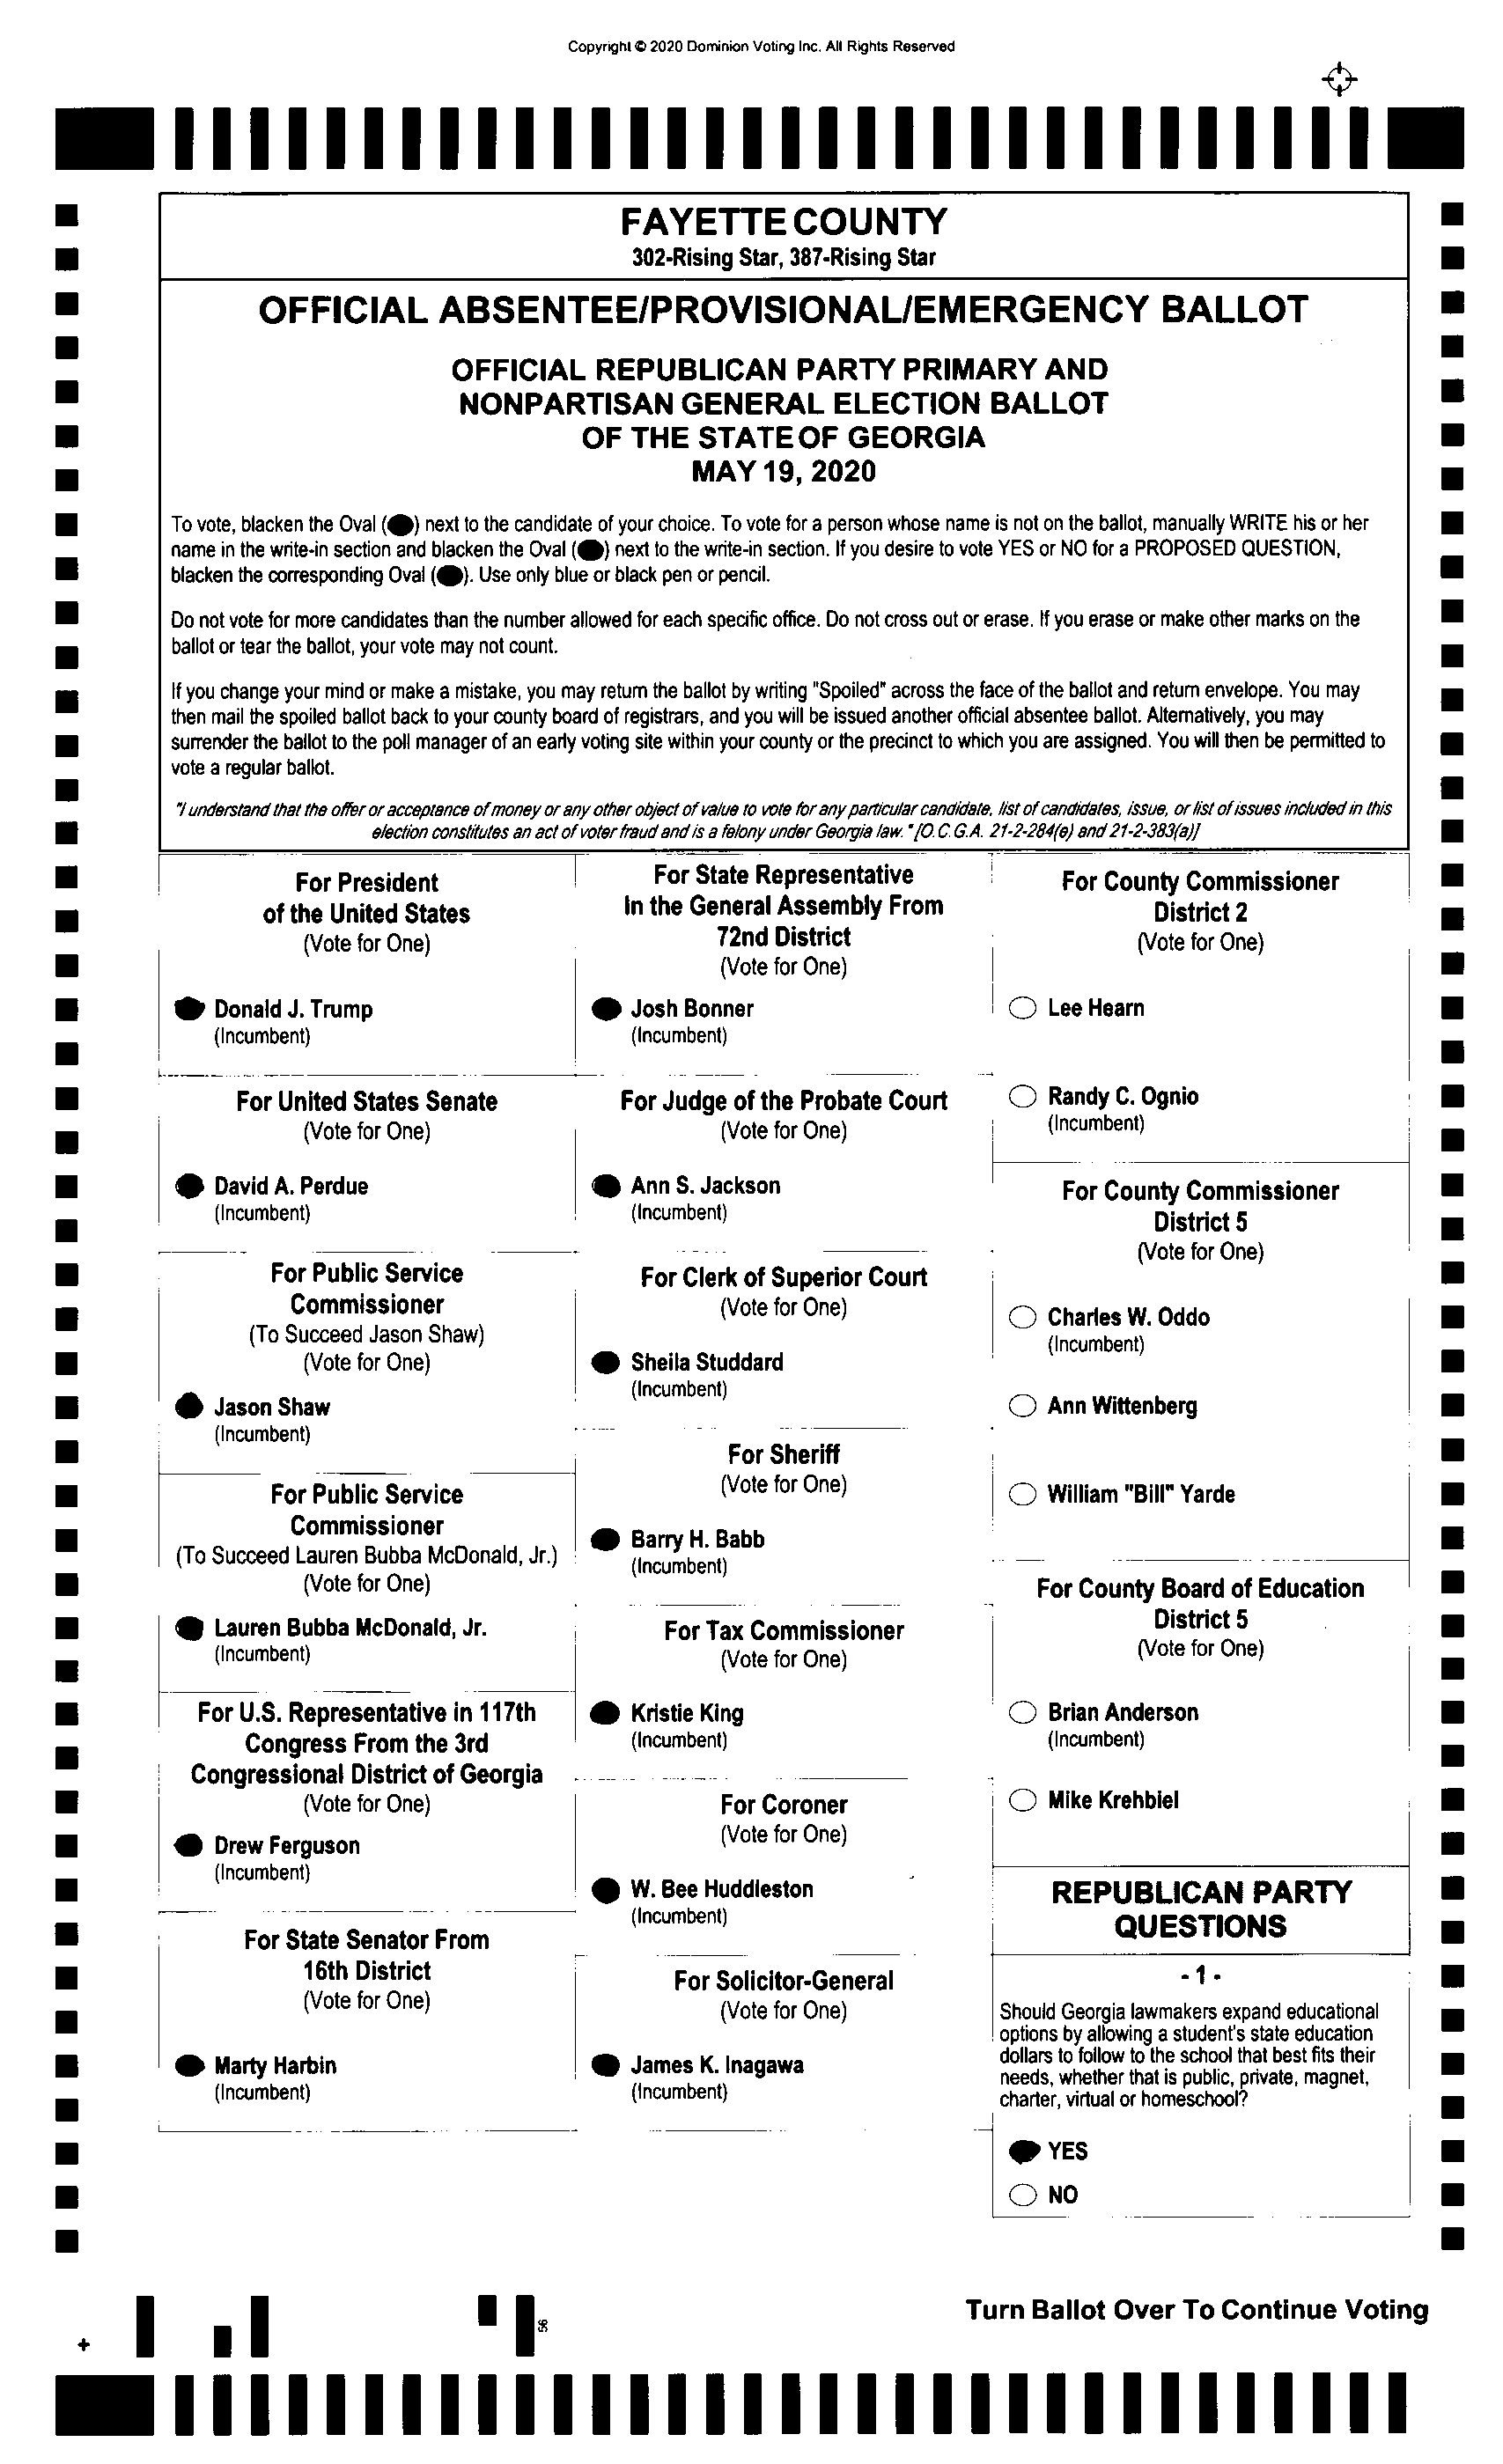 Copyright © 2020 Dominion Voting Inc. All Rights Reserved
FAYETTE COUNTY
302-Rising Star, 387-Rising Star
OFFICIAL ABSENTEE/PROVISIONAL/EMERGENCY BALLOT
OFFICIAL REPUBLICAN PARTY PRIMARY AND
NONPARTISAN GENERAL ELECTION BALLOT
OF THE STATE OF GEORGIA
MAY 19, 2020
To vote, blacken the Oval (●) next to the candidate of your choice. To vote for a person whose name is not on the ballot, manually WRITE his or her
name in the write-in section and blacken the Oval (●) next to the write-in section. If you desire to vote YES or NO for a PROPOSED QUESTION,
blacken the corresponding Oval (●). Use only blue or black pen or pencil.
Do not vote for more candidates than the number allowed for each specific office. Do not cross out or erase. If you erase or make other marks on the
ballot or tear the ballot, your vote may not count.
If you change your mind or make a mistake, you may return the ballot by writing "Spoiled" across the face of the ballot and return envelope. You may
then mail the spoiled ballot back to your county board of registrars, and you will be issued another official absentee ballot. Alternatively, you may
surrender the ballot to the poll manager of an early voting site within your county or the precinct to which you are assigned. You will then be permitted to
vote a regular ballot.
"I understand that the offer or acceptance of money or any other object of value to vote for any particular candidate, list of candidates, issue, or list of issues included in this
election constitutes an act of voter fraud and is a felony under Georgia law." [O.C.G.A. 21-2-284(e) and 21-2-383(a)]
For President
of the United States
(Vote for One)
Donald J. Trump
(Incumbent)
For United States Senate
(Vote for One)
David A. Perdue
(Incumbent)
For Public Service
Commissioner
(To Succeed Jason Shaw)
(Vote for One)
Jason Shaw
(Incumbent)
For Public Service
Commissioner
(To Succeed Lauren Bubba McDonald, Jr.)
(Vote for One)
Lauren Bubba McDonald, Jr.
(Incumbent)
For U.S. Representative in 117th
Congress From the 3rd
Congressional District of Georgia
(Vote for One)
Drew Ferguson
(Incumbent)
For State Senator From
16th District
(Vote for One)
Marty Harbin
(Incumbent)
For State Representative
In the General Assembly From
72nd District
(Vote for One)
Josh Bonner
(Incumbent)
For Judge of the Probate Court
(Vote for One)
Ann S. Jackson
(Incumbent)
For Clerk of Superior Court
(Vote for One)
Sheila Studdard
(Incumbent)
For Sheriff
(Vote for One)
Barry H. Babb
(Incumbent)
For Tax Commissioner
(Vote for One)
Kristie King
(Incumbent)
For Coroner
(Vote for One)
W. Bee Huddleston
(Incumbent)
For Solicitor-General
(Vote for One)
James K. Inagawa
(Incumbent)
For County Commissioner
District 2
(Vote for One)
Lee Hearn
Randy C. Ognio
(Incumbent)
For County Commissioner
District 5
(Vote for One)
Charles W. Oddo
(Incumbent)
Ann Wittenberg
William "Bill" Yarde
For County Board of Education
District 5
(Vote for One)
Brian Anderson
(Incumbent)
Mike Krehbiel
REPUBLICAN PARTY
QUESTIONS
- 1 -
Should Georgia lawmakers expand educational
options by allowing a student's state education
dollars to follow to the school that best fits their
needs, whether that is public, private, magnet,
charter, virtual or homeschool?
YES
NO
56
Turn Ballot Over To Continue Voting